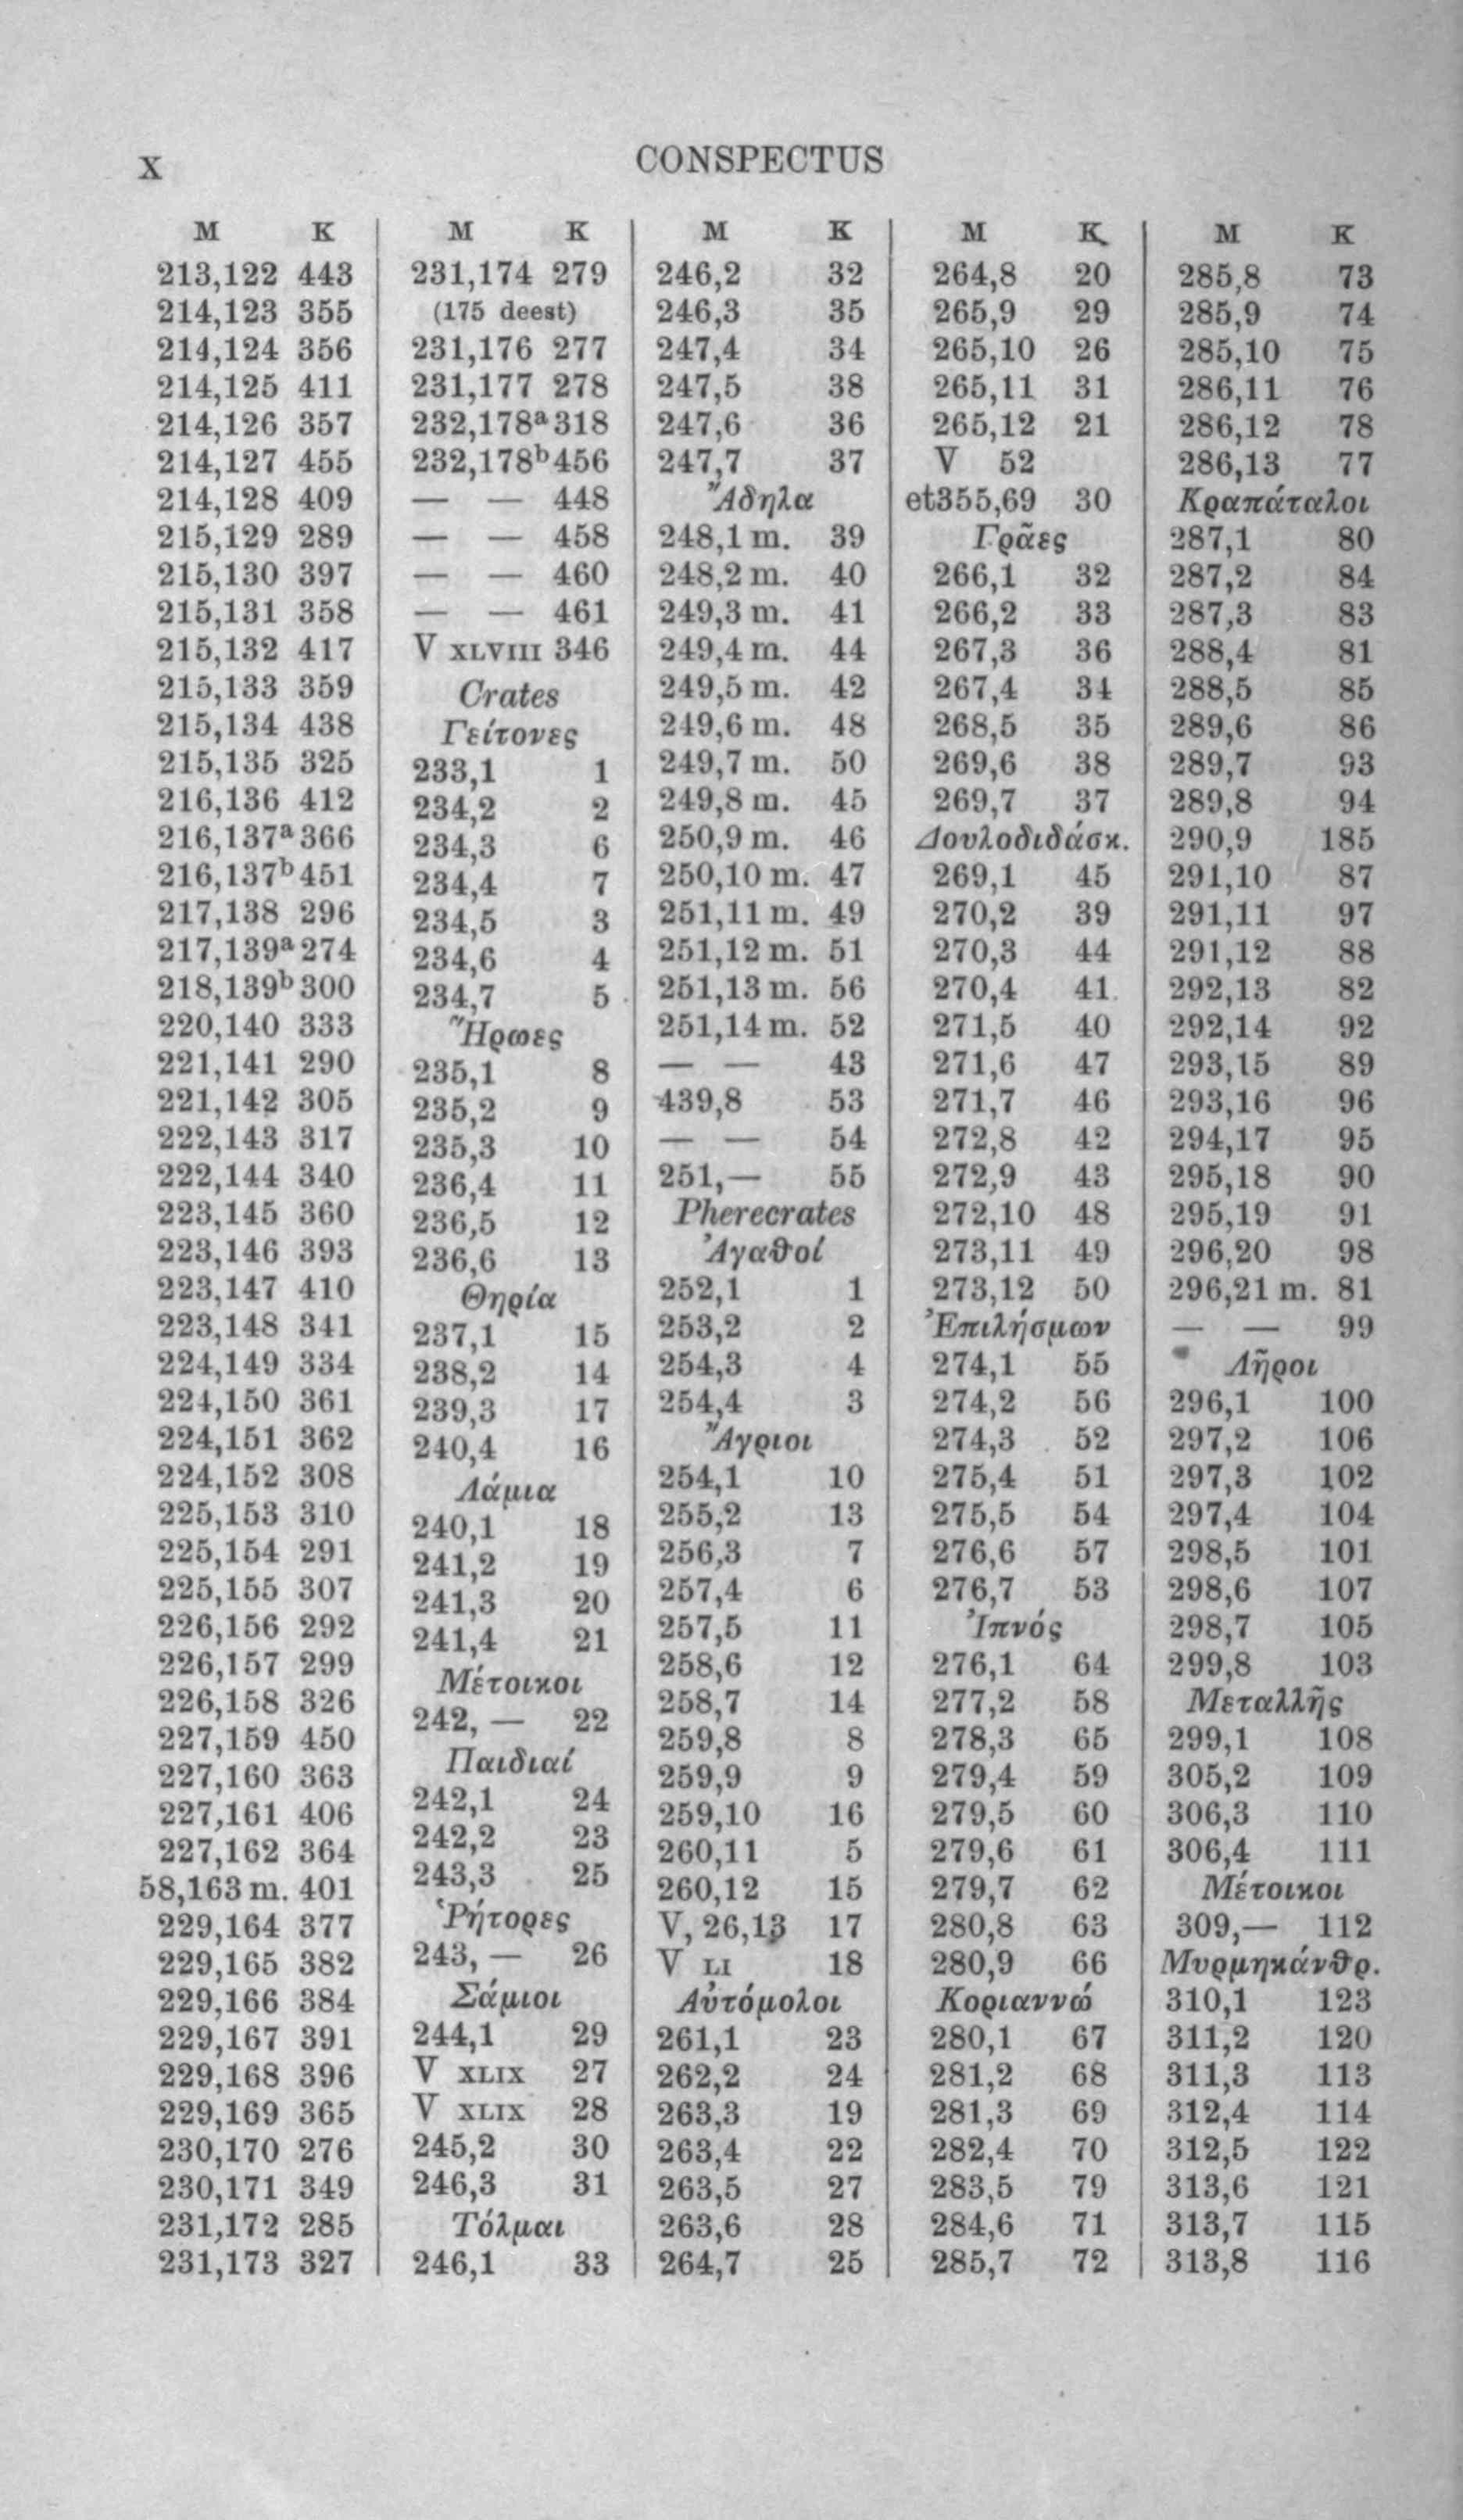 X
CONSPECTUS
M K
213,122 443
214,123 355
214,124 356
214,125 411
214,126 357
214,127 455
214,128 409
215,129 289
215,130 397
215,131 358
215,132 417
215,133 359
215,134 438
215,135 325
216,136 412
216,137ª 366
216,137ᵇ 451
217,138 296
217,139ª 274
218,139ᵇ 300
220,140 333
221,141 290
221,142 305
222,143 317
222,144 340
223,145 360
223,146 393
223,147 410
223,148 341
224,149 334
224,150 361
224,151 362
224,152 308
225,153 310
225,154 291
225,155 307
226,156 292
226,157 299
226,158 326
227,159 450
227,160 363
227,161 406
227,162 364
58,163 m. 401
229,164 377
229,165 382
229,166 384
229,167 391
229,168 396
229,169 365
230,170 276
230,171 349
231,172 285
231,173 327
M K
231,174 279
(175 deest)
231,176 277
231,177 278
232,178ª 318
232,178ᵇ 456
— — 448
— — 458
— — 460
— — 461
V XLVIII 346
Crates
Γείτονες
233,1 1
234,2 2
234,3 6
234,4 7
234,5 3
234,6 4
234,7 5
Ἥρωες
235,1 8
235,2 9
235,3 10
236,4 11
236,5 12
236,6 13
Θηρία
237,1 15
238,2 14
239,3 17
240,4 16
Λάμια
240,1 18
241,2 19
241,3 20
241,4 21
Μέτοικοι
242, — 22
Παιδιαί
242,1 24
242,2 23
243,3 25
Ῥήτορες
243, — 26
Σάμιοι
244,1 29
V XLIX 27
V XLIX 28
245,2 30
246,3 31
Τόλμαι
246,1 33
M K
246,2 32
246,3 35
247,4 34
247,5 38
247,6 36
247,7 37
Ἄδηλα
248,1 m. 39
248,2 m. 40
249,3 m. 41
249,4 m. 44
249,5 m. 42
249,6 m. 48
249,7 m. 50
249,8 m. 45
250,9 m. 46
250,10 m. 47
251,11 m. 49
251,12 m. 51
251,13 m. 56
251,14 m. 52
— — 43
439,8 53
— — 54
251,— 55
Pherecrates
Ἀγαθοί
252,1 1
253,2 2
254,3 4
254,4 3
Ἄγριοι
254,1 10
255,2 13
256,3 7
257,4 6
257,5 11
258,6 12
258,7 14
259,8 8
259,9 9
259,10 16
260,11 5
260,12 15
V, 26,13 17
V LI 18
Αὐτόμολοι
261,1 23
262,2 24
263,3 19
263,4 22
263,5 27
263,6 28
264,7 25
M K
264,8 20
265,9 29
265,10 26
265,11 31
265,12 21
V 52
et355,69 30
Γρᾶες
266,1 32
266,2 33
267,3 36
267,4 34
268,5 35
269,6 38
269,7 37
Δουλοδιδάσκ.
269,1 45
270,2 39
270,3 44
270,4 41
271,5 40
271,6 47
271,7 46
272,8 42
272,9 43
272,10 48
273,11 49
273,12 50
Ἐπιλήσμων
274,1 55
274,2 56
274,3 52
275,4 51
275,5 54
276,6 57
276,7 53
Ἰπνός
276,1 64
277,2 58
278,3 65
279,4 59
279,5 60
279,6 61
279,7 62
280,8 63
280,9 66
Κοριαννώ
280,1 67
281,2 68
281,3 69
282,4 70
283,5 79
284,6 71
285,7 72
M K
285,8 73
285,9 74
285,10 75
286,11 76
286,12 78
286,13 77
Κραπάταλοι
287,1 80
287,2 84
287,3 83
288,4 81
288,5 85
289,6 86
289,7 93
289,8 94
290,9 185
291,10 87
291,11 97
291,12 88
292,13 82
292,14 92
293,15 89
293,16 96
294,17 95
295,18 90
295,19 91
296,20 98
296,21 m. 81
— — 99
Λῆροι
296,1 100
297,2 106
297,3 102
297,4 104
298,5 101
298,6 107
298,7 105
299,8 103
Μεταλλῆς
299,1 108
305,2 109
306,3 110
306,4 111
Μέτοικοι
309,— 112
Μυρμηκάνθρ.
310,1 123
311,2 120
311,3 113
312,4 114
312,5 122
313,6 121
313,7 115
313,8 116